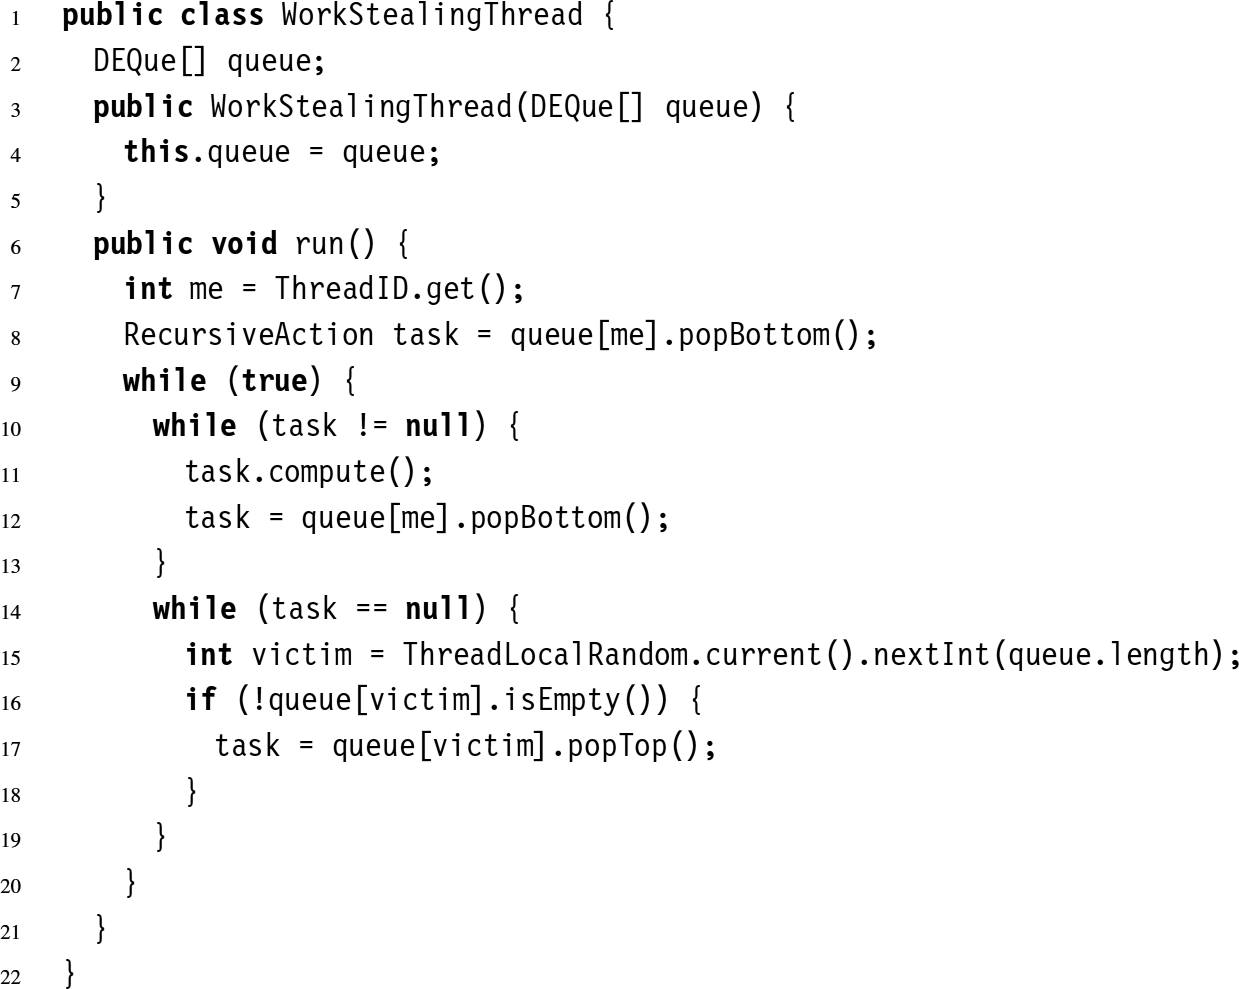 1 public class WorkStealingThread {
2   DEQue[] queue;
3   public WorkStealingThread(DEQue[] queue) {
4     this.queue = queue;
5   }
6   public void run() {
7     int me = ThreadID.get();
8     RecursiveAction task = queue[me].popBottom();
9     while (true) {
10       while (task != null) {
11         task.compute();
12         task = queue[me].popBottom();
13       }
14       while (task == null) {
15         int victim = ThreadLocalRandom.current().nextInt(queue.length);
16         if (!queue[victim].isEmpty()) {
17           task = queue[victim].popTop();
18         }
19       }
20     }
21   }
22 }